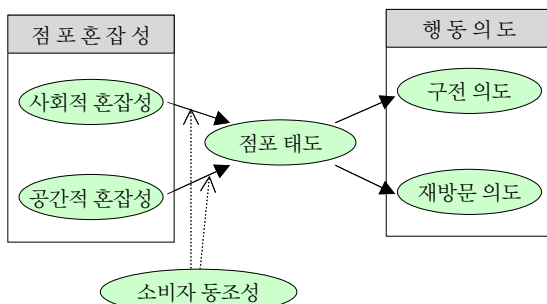 점포혼잡성
행동의도
사회적 혼잡성
구전 의도
점포 태도
공간적 혼잡성
재방문 의도
소비자 동조성